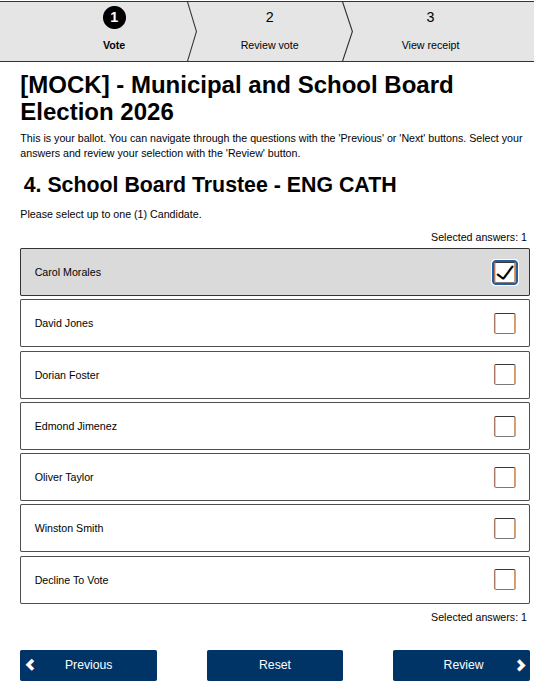 1
Vote
2
Review vote
3
View receipt
[MOCK] - Municipal and School Board
Election 2026
This is your ballot. You can navigate through the questions with the 'Previous' or 'Next' buttons. Select your
answers and review your selection with the 'Review' button.
4. School Board Trustee - ENG CATH
Please select up to one (1) Candidate.
Selected answers: 1
Carol Morales
David Jones
Dorian Foster
Edmond Jimenez
Oliver Taylor
Winston Smith
Decline To Vote
Selected answers: 1
Previous
Reset
Review